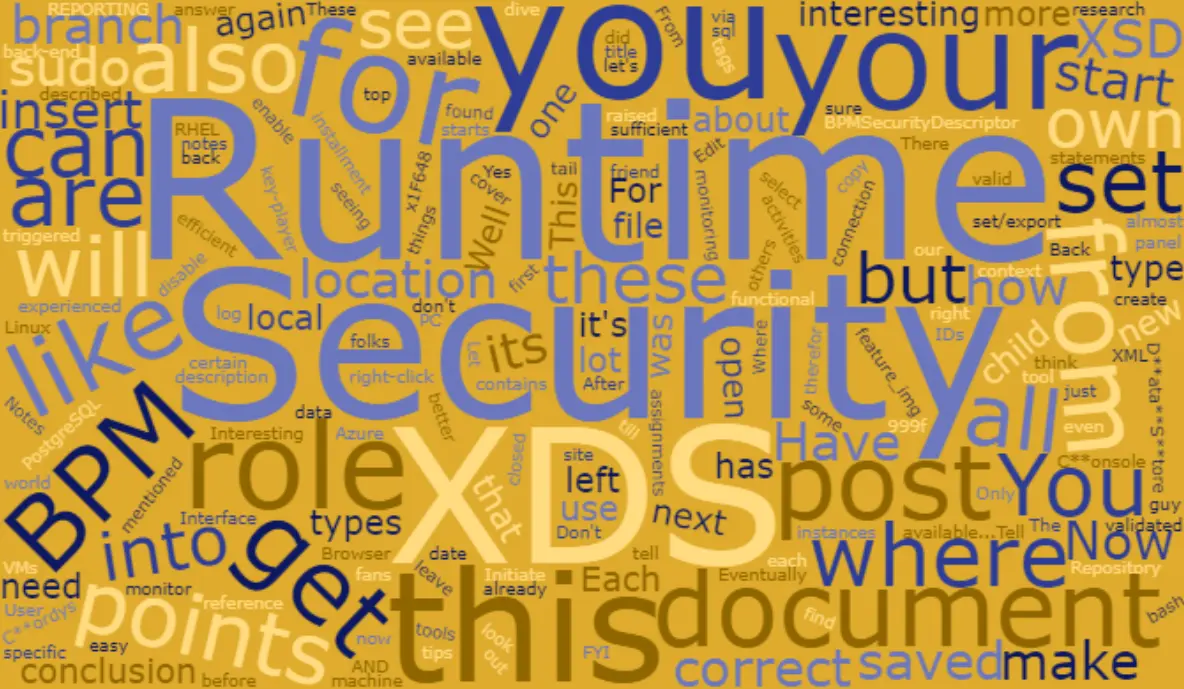 REPORTING
answer
These
dive
branch
again
see
you
your
interesting
more
research
back-end
sudo
also
for
available
From
did
title
let's
via
sql
tags
XSD
described
insert
enable
installment
top
found
starts
one
raised
sufficient
about
sure
BPMSecurityDescriptor
start
own
can
RHEL
notes
back
x1F648
Yes
tail
friend
Edit
There
statements
are
Runtime
key-player
seeing
cover
This
For
file
monitoring
select
activities
copy
connection
valid
set
efficient
things
Well
set/export
almost
triggered
our
Back
panel
will
disable
location
first
these
others
but
context
from
type
experienced
functional
how
create
Linux
like
log
local
don't
PC
it's
was
right
IDs
new
Security
folks
Let
its
lot
open
Where
therefor
feature_img
child
think
XML
certain
description
right-click
contains
After
tool
just
D**ata**S**tore
Notes
PostgreSQL
data
better
assignments
some
999f
all
even
BPM
role
Interesting
Azure
XDS
closed
till
Have
C**onsole
world
mentioned
site
left
has
post
You
that
use
Only
guy
into
Interface
types
Don't
next
instances
available...Tell
The
validated
get
where
Now
VMs
Browser
date
fans
leave
tell
each
Repository
need
monitor
Initiate
already
Each
Eventually
User
C**ordys
points
reference
this
document
find
bash
now
tools
tips
look
out
FYI
specific
easy
conclusion
before
AND
machine
correct
saved
make